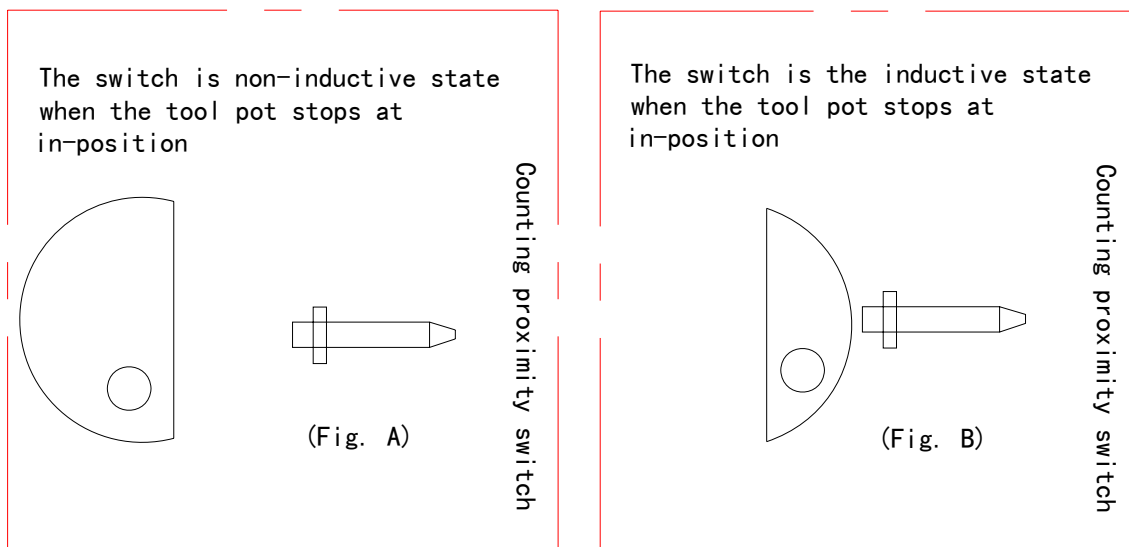 The switch is non-inductive state
when the tool pot stops at
in-position
Counting proximity switch
(Fig. A)
The switch is the inductive state
when the tool pot stops at
in-position
Counting proximity switch
(Fig. B)